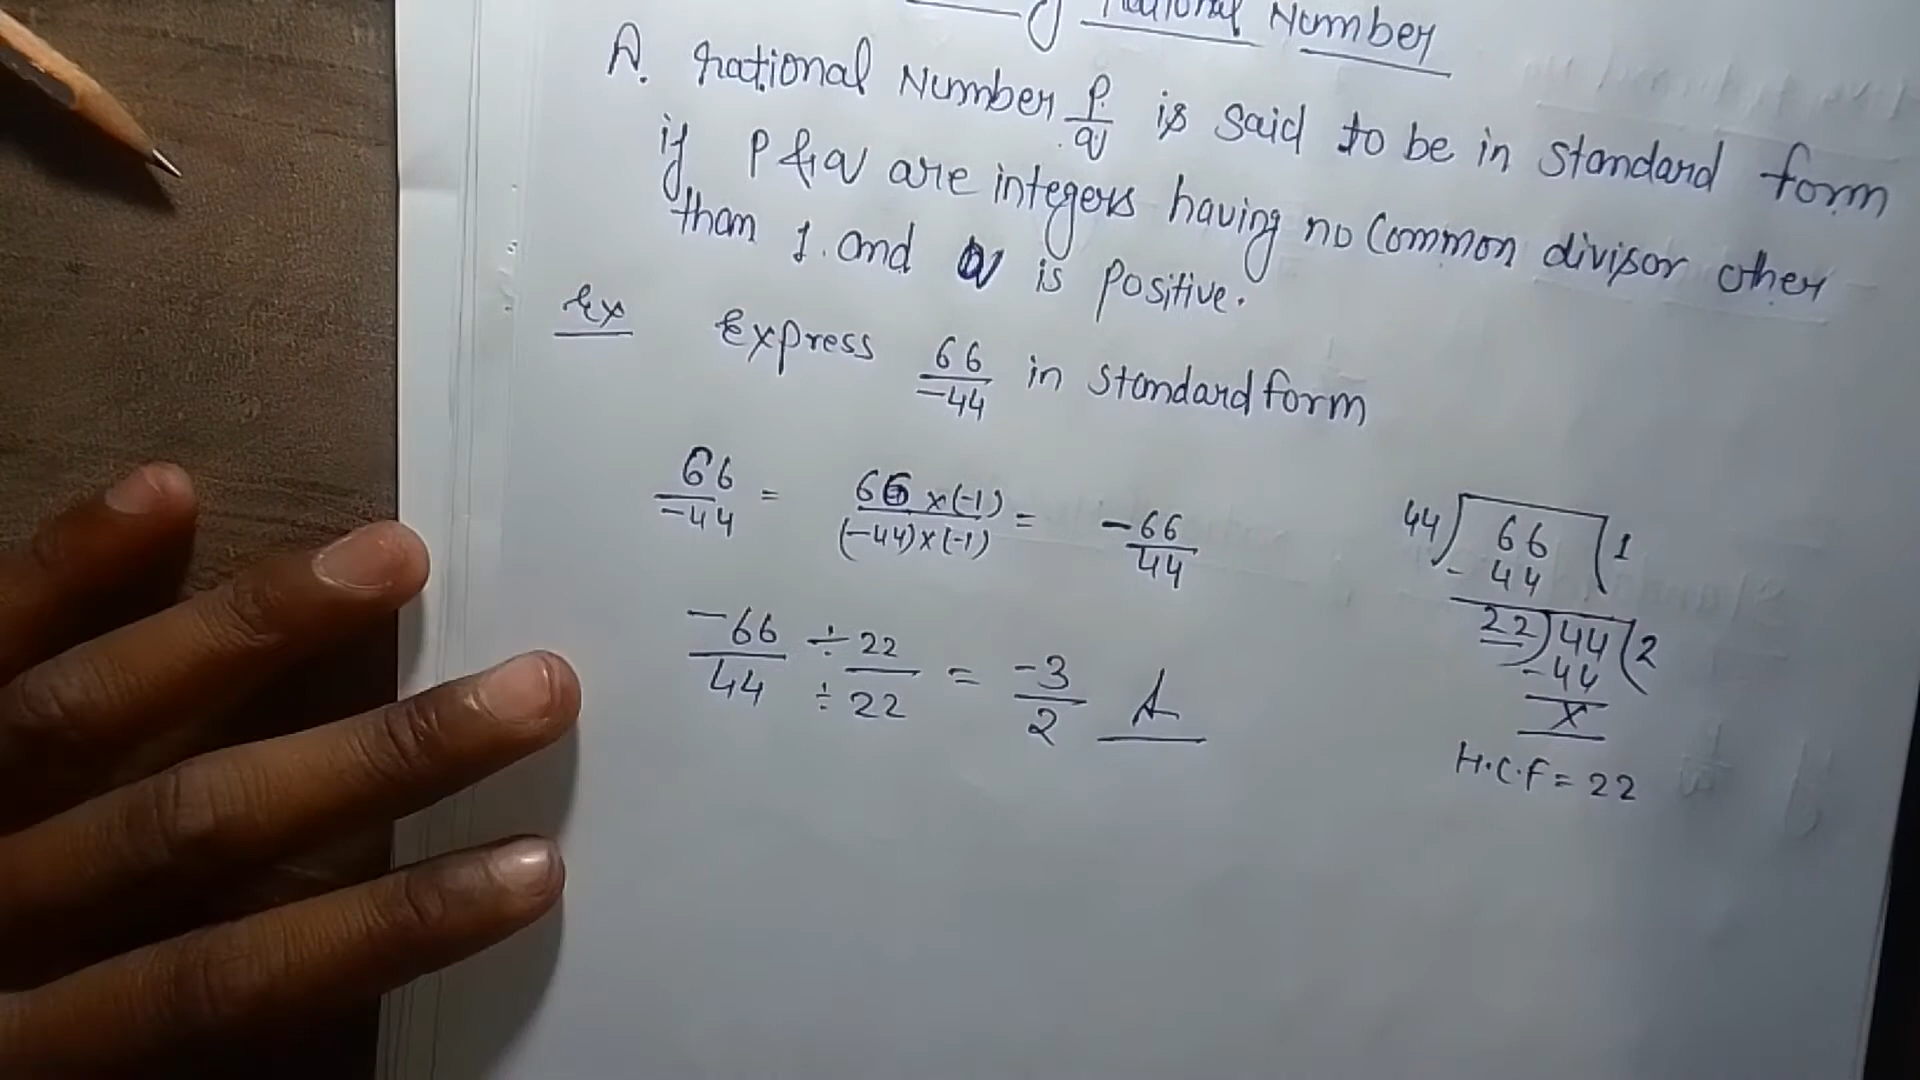 Rational Number
A. rational Number P/q is said to be in standard form
if P & q are integers having no Common divisor other
than 1. and q is positive.
Ex Express 66/-44 in standard form
66/-44 = 66 x(-1)/(-44)x(-1) = -66/44
-66/44 ÷22/÷22 = -3/2 A
44) 66 (1
- 44
22) 44 (2
- 44
x
H.C.F = 22